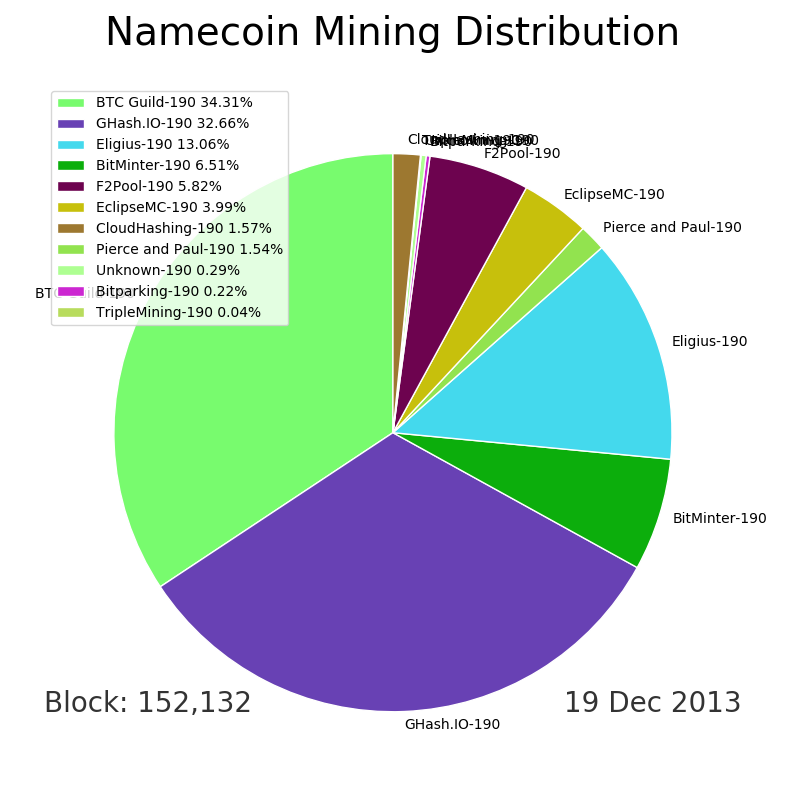 Namecoin Mining Distribution
BTC Guild-190 34.31%
GHash.IO-190 32.66%
Eligius-190 13.06%
BitMinter-190 6.51%
F2Pool-190 5.82%
EclipseMC-190 3.99%
CloudHashing-190 1.57%
Pierce and Paul-190 1.54%
Unknown-190 0.29%
Bitparking-190 0.22%
TripleMining-190 0.04%
F2Pool-190
EclipseMC-190
Pierce and Paul-190
Eligius-190
BitMinter-190
GHash.IO-190
Block: 152,132
19 Dec 2013